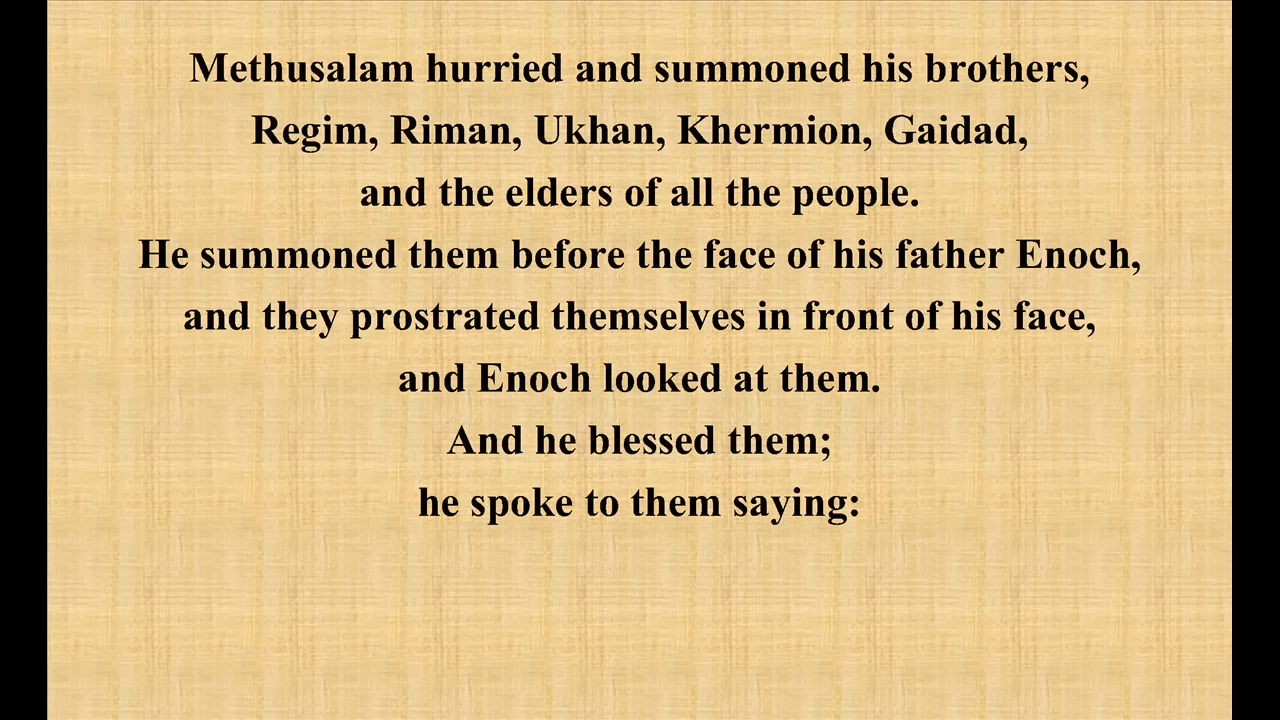 Methusalam hurried and summoned his brothers,
Regim, Riman, Ukhan, Khermion, Gaidad,
and the elders of all the people.
He summoned them before the face of his father Enoch,
and they prostrated themselves in front of his face,
and Enoch looked at them.
And he blessed them;
he spoke to them saying: